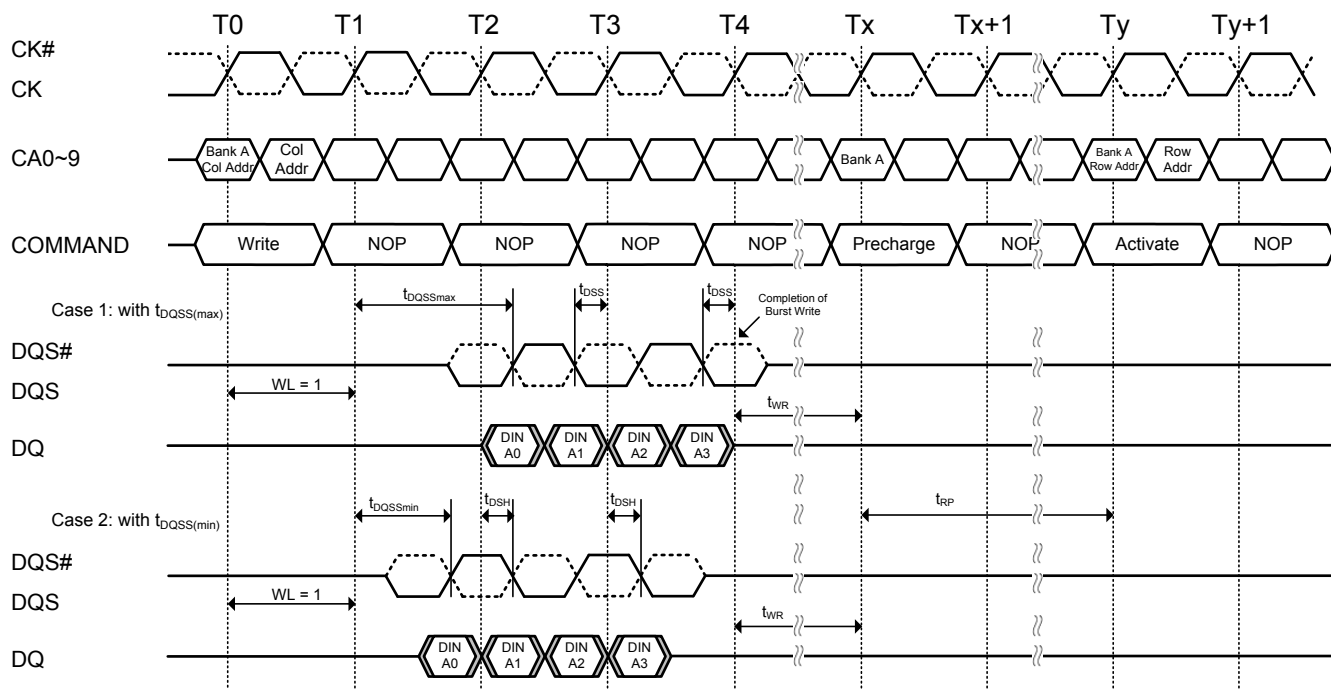 T0 T1 T2 T3 T4 Tx Tx+1 Ty Ty+1
CK#
CK
CA0~9 Bank A Col Addr Col Addr Bank A Bank A Row Addr Row Addr
COMMAND Write NOP NOP NOP NOP Precharge NOP Activate NOP
Case 1: with tDQSS(max) tDQSSmax tDSS tDSS Completion of Burst Write
DQS#
DQS WL = 1
tWR
DQ DIN A0 DIN A1 DIN A2 DIN A3
Case 2: with tDQSS(min) tDQSSmin tDSH tDSH tRP
DQS#
DQS WL = 1
tWR
DQ DIN A0 DIN A1 DIN A2 DIN A3